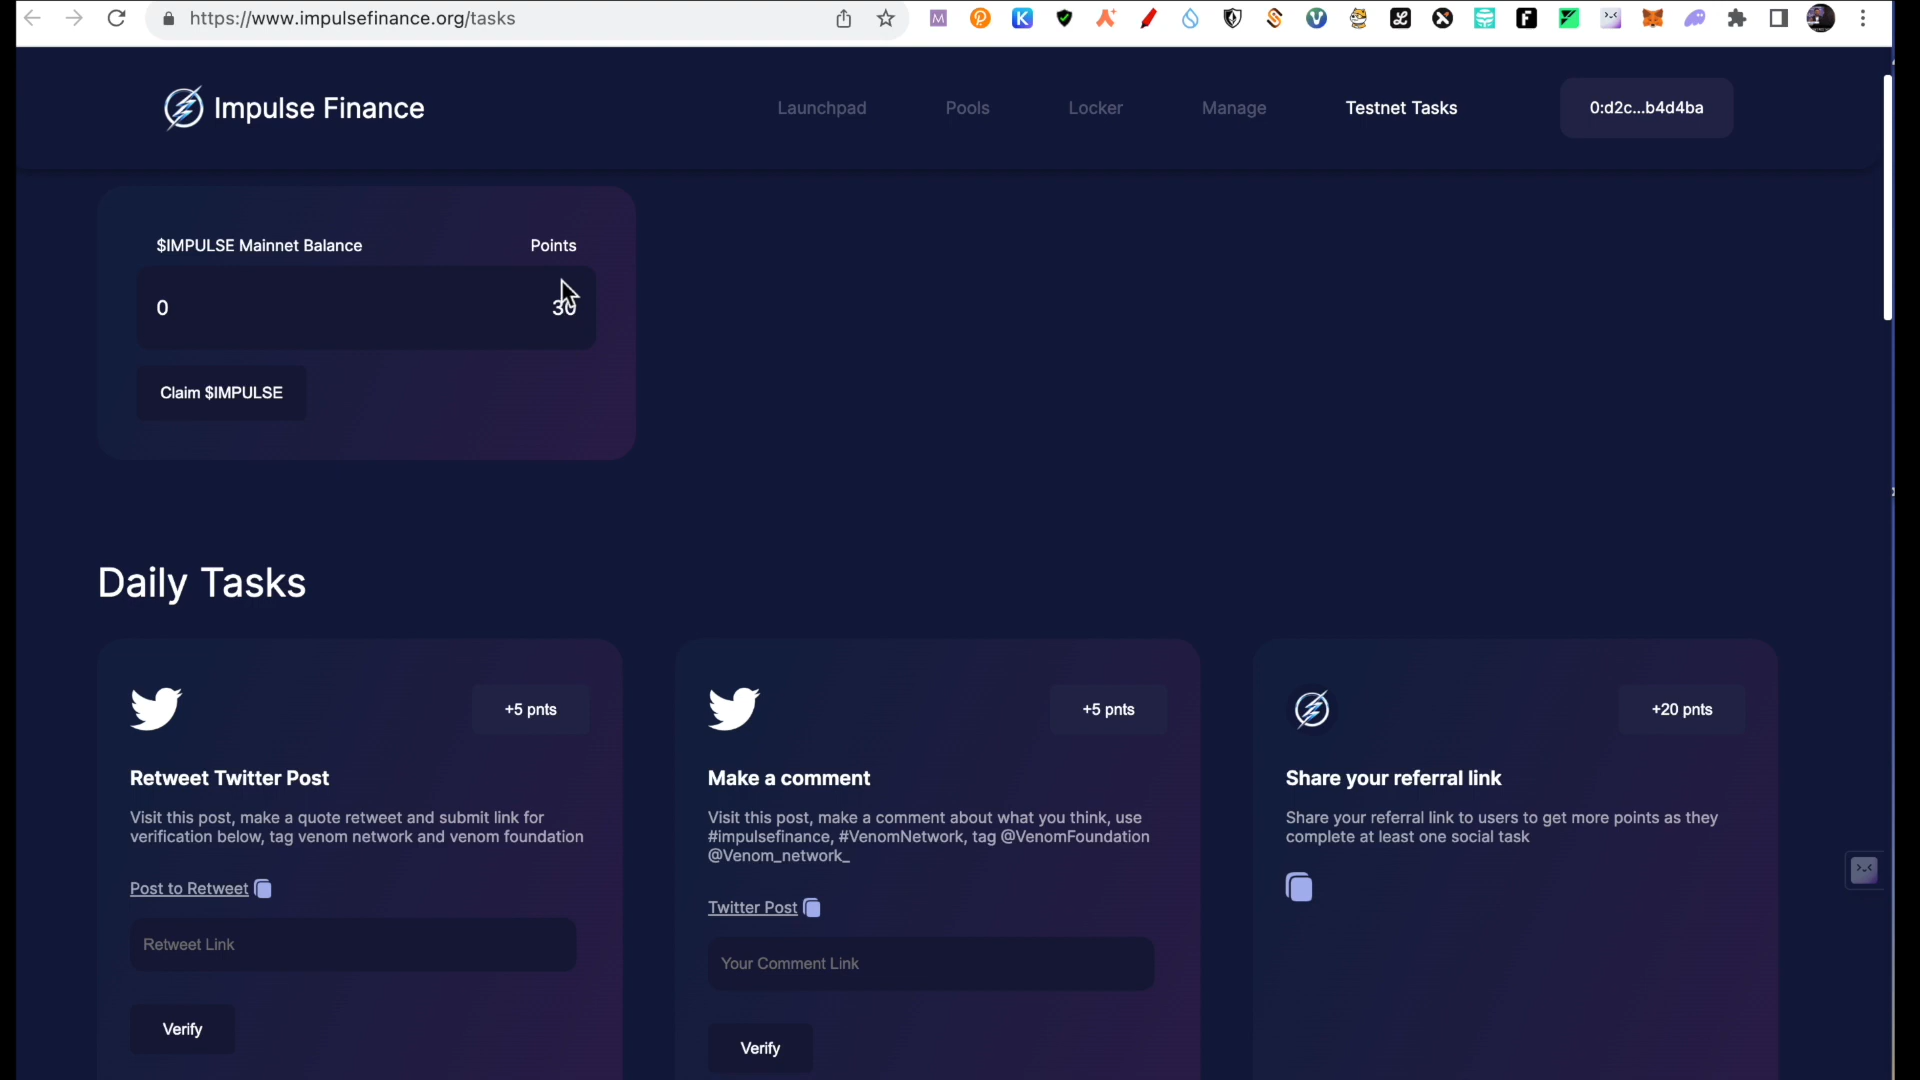 https://www.impulsefinance.org/tasks
Impulse Finance
Launchpad
Pools
Locker
Manage
Testnet Tasks
0:d2c...b4d4ba
$IMPULSE Mainnet Balance
Points
0
30
Claim $IMPULSE
Daily Tasks
+5 pnts
Retweet Twitter Post
Visit this post, make a quote retweet and submit link for
verification below, tag venom network and venom foundation
Post to Retweet
Retweet Link
Verify
+5 pnts
Make a comment
Visit this post, make a comment about what you think, use
#impulsefinance, #VenomNetwork, tag @VenomFoundation
@Venom_network_
Twitter Post
Your Comment Link
Verify
+20 pnts
Share your referral link
Share your referral link to users to get more points as they
complete at least one social task